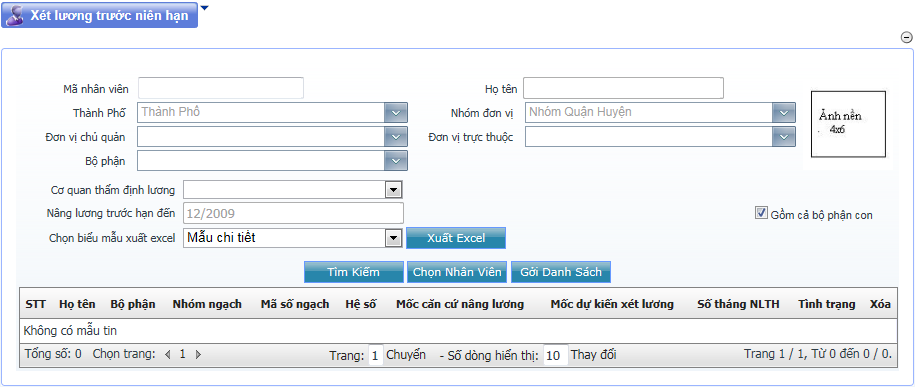 Xét lương trước niên hạn
Mã nhân viên
Họ tên
Thành Phố Thành Phố
Nhóm đơn vị Nhóm Quận Huyện
Ảnh nền
4x6
Đơn vị chủ quản
Đơn vị trực thuộc
Bộ phận
Cơ quan thẩm định lương
Nâng lương trước hạn đến 12/2009
Gồm cả bộ phận con
Chọn biểu mẫu xuất excel Mẫu chi tiết Xuất Excel
Tìm Kiếm Chọn Nhân Viên Gởi Danh Sách
STT Họ tên Bộ phận Nhóm ngạch Mã số ngạch Hệ số Mốc căn cứ nâng lương Mốc dự kiến xét lương Số tháng NLTH Tình trạng Xóa
Không có mẫu tin
Tổng số: 0 Chọn trang: 1 Trang: 1 Chuyển - Số dòng hiển thị: 10 Thay đổi Trang 1 / 1, Từ 0 đến 0 / 0.